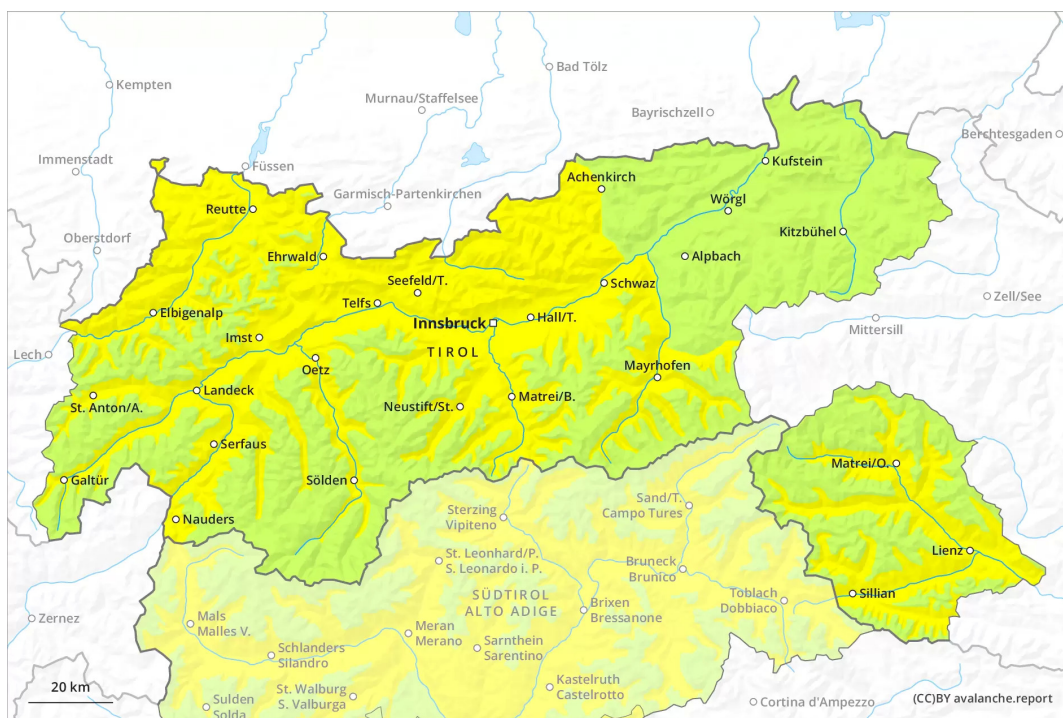 Kempten
Bad Tölz
Murnau/Staffelsee
Bayrischzell
Berchtesgaden
Immenstadt
Füssen
Kufstein
Garmisch-Partenkirchen
Achenkirch
Reutte
Wörgl
Oberstdorf
Kitzbühel
Ehrwald
Alpbach
Seefeld/T.
Schwaz
Zell/See
Telfs
Elbigenalp
Innsbruck
Hall/T.
Mittersill
Imst
Lech
TIROL
Oetz
Mayrhofen
Landeck
St. Anton/A.
Neustift/St.
Matrei/B.
Serfaus
Matrei/O.
Galtür
Sölden
Sand/T.
Campo Tures
Sterzing
Vipiteno
Nauders
Lienz
St. Leonhard/P.
S. Leonardo i. P.
Bruneck
Brunico
Sillian
SÜDTIROL
ALTO ADIGE
Toblach
Dobbiaco
Zernez
Mals
Malles V.
Brixen
Bressanone
Meran
Merano
Schlanders
Silandro
Sarnthein
Sarentino
20 km
Kastelruth
Castelrotto
St. Walburg
S. Valburga
Sulden
Solda
Cortina d'Ampezzo
(CC)BY avalanche.report